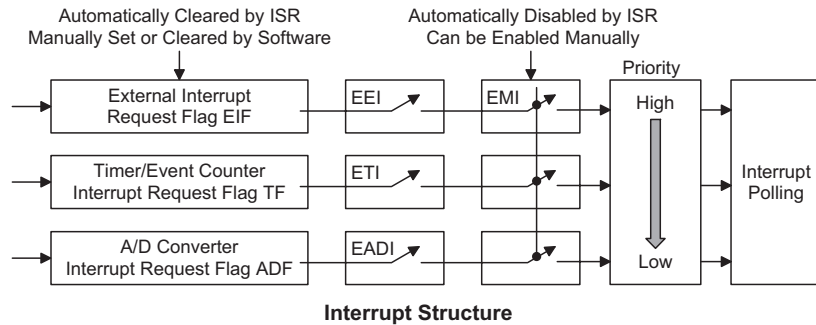 Automatically Cleared by ISR
Manually Set or Cleared by Software
Automatically Disabled by ISR
Can be Enabled Manually
Priority
External Interrupt
Request Flag EIF
EEI
EMI
High
Timer/Event Counter
Interrupt Request Flag TF
ETI
Interrupt
Polling
A/D Converter
Interrupt Request Flag ADF
EADI
Low
Interrupt Structure